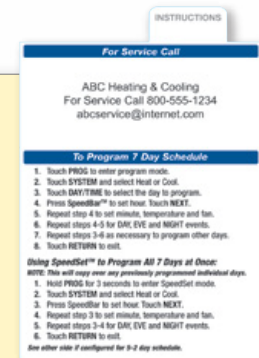 INSTRUCTIONS
For Service Call
ABC Heating & Cooling
For Service Call 800-555-1234
abcservice@internet.com
To Program 7 Day Schedule
1. Touch PROG to enter program mode.
2. Touch SYSTEM and select Heat or Cool.
3. Touch DAY/TIME to select the day to program.
4. Press SpeedBar™ to set hour. Touch NEXT.
5. Repeat step 4 to set minute, temperature and fan.
6. Repeat steps 4-5 for DAY, EVE and NIGHT events.
7. Repeat steps 3-6 as necessary to program other days.
8. Touch RETURN to exit.
Using SpeedSet™ to Program All 7 Days at Once:
NOTE: This will copy over any previously programmed individual days.
1. Hold PROG for 3 seconds to enter SpeedSet mode.
2. Touch SYSTEM and select Heat or Cool.
3. Press SpeedBar to set hour. Touch NEXT.
4. Repeat step 3 to set minute, temperature and fan.
5. Repeat steps 3-4 for DAY, EVE and NIGHT events.
6. Touch RETURN to exit.
See other side if configured for 5-2 day schedule.